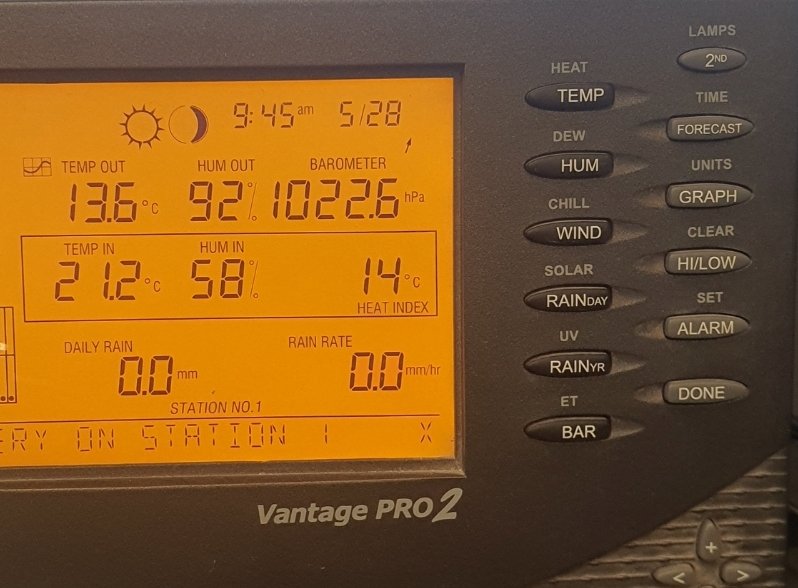 9:45 am 5/28
TEMP OUT HUM OUT BAROMETER
13.6°C 92% 1022.6 hPa
TEMP IN HUM IN
21.2°C 58% 14°C
HEAT INDEX
DAILY RAIN RAIN RATE
0.0 mm 0.0 mm/hr
STATION NO.1
ERY ON STATION 1 X
Vantage PRO2
LAMPS
2ND
HEAT
TEMP
TIME
FORECAST
DEW
HUM
UNITS
GRAPH
CHILL
WIND
CLEAR
HI/LOW
SOLAR
RAINDAY
SET
ALARM
UV
RAINYR
DONE
ET
BAR
+
< >